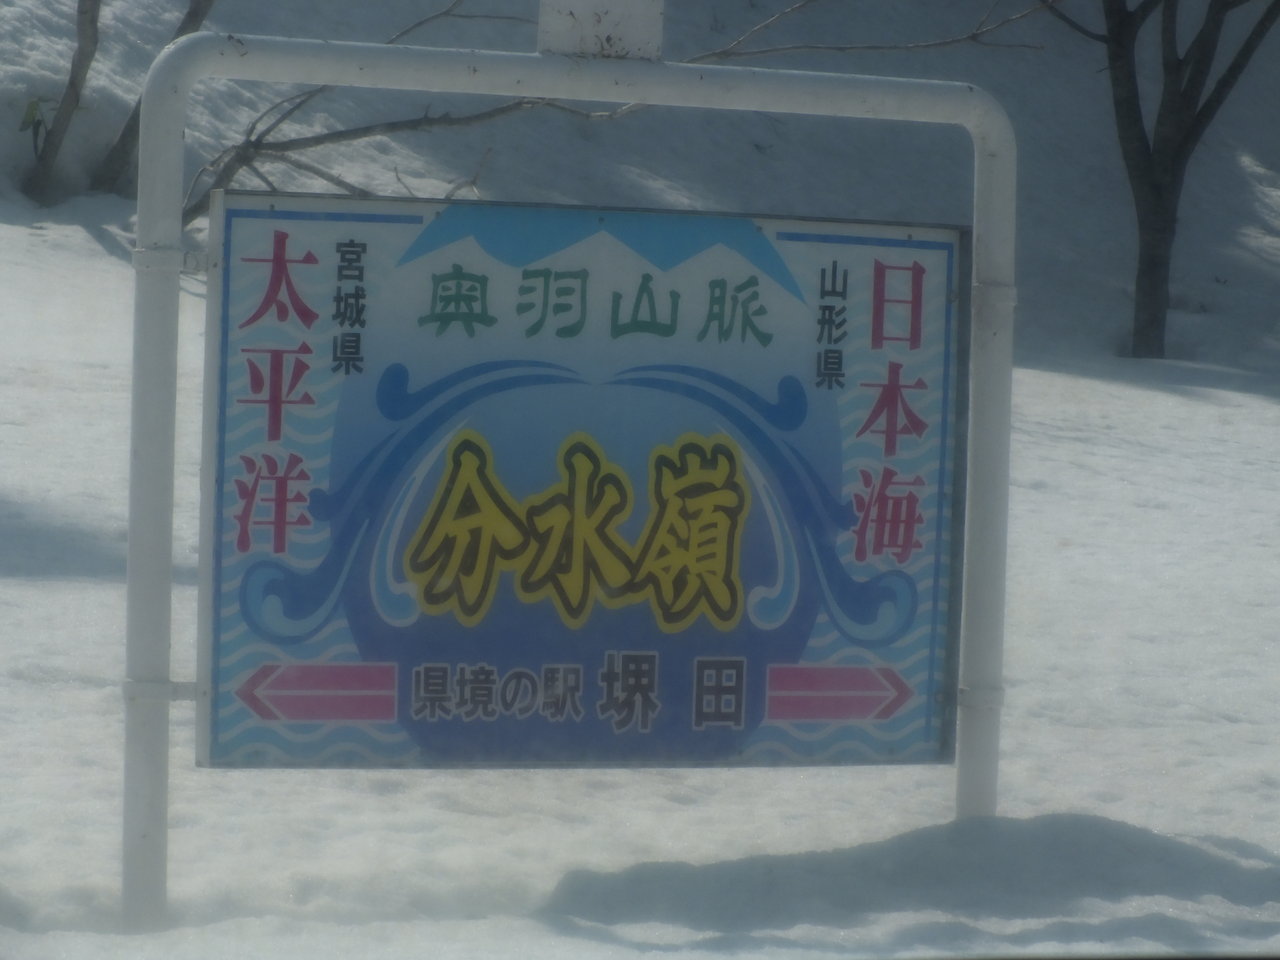 奥羽山脈
太平洋
宮城県
山形県
日本海
分水嶺
県境の駅 堺田